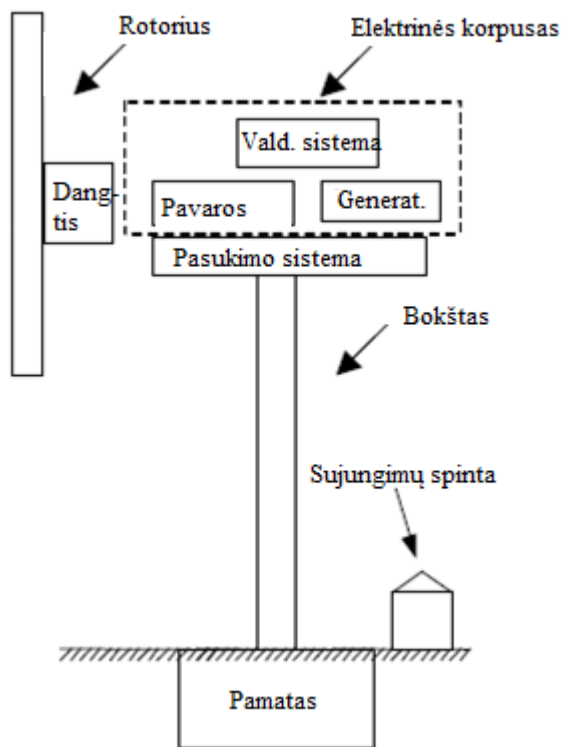 Rotorius
Elektrinės korpusas
Vald. sistema
Dang-
tis
Pavaros
Generat.
Pasukimo sistema
Bokštas
Sujungimų spinta
Pamatas